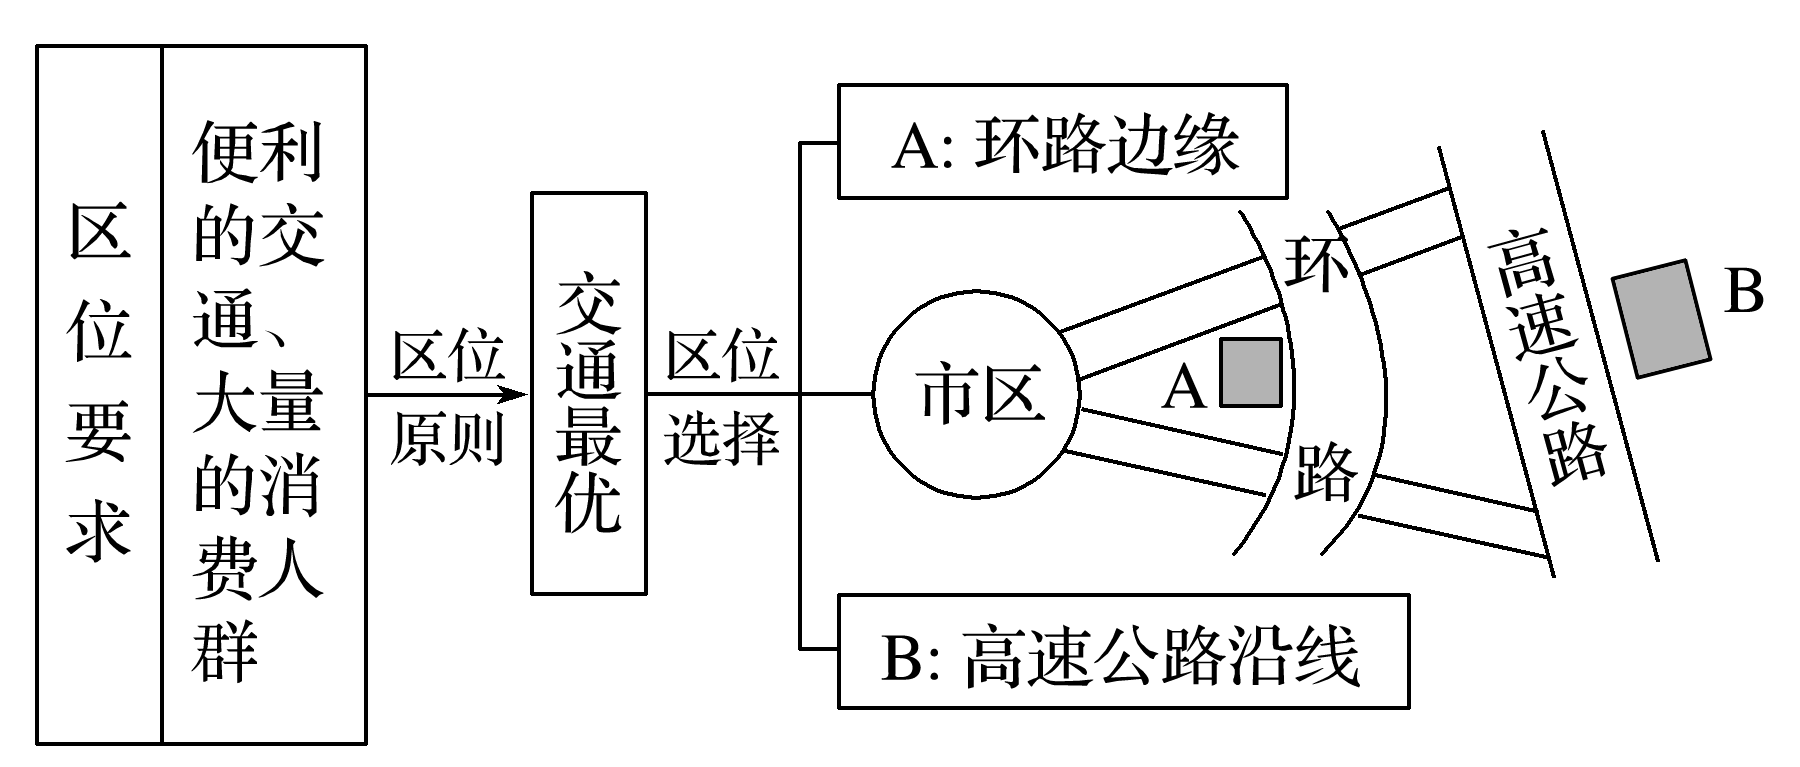 区位要求
便利
的交
通、
大量
的消
费人
群
区位
原则
交通最优
区位
选择
A: 环路边缘
市区
B: 高速公路沿线
环路
A
高速公路
B